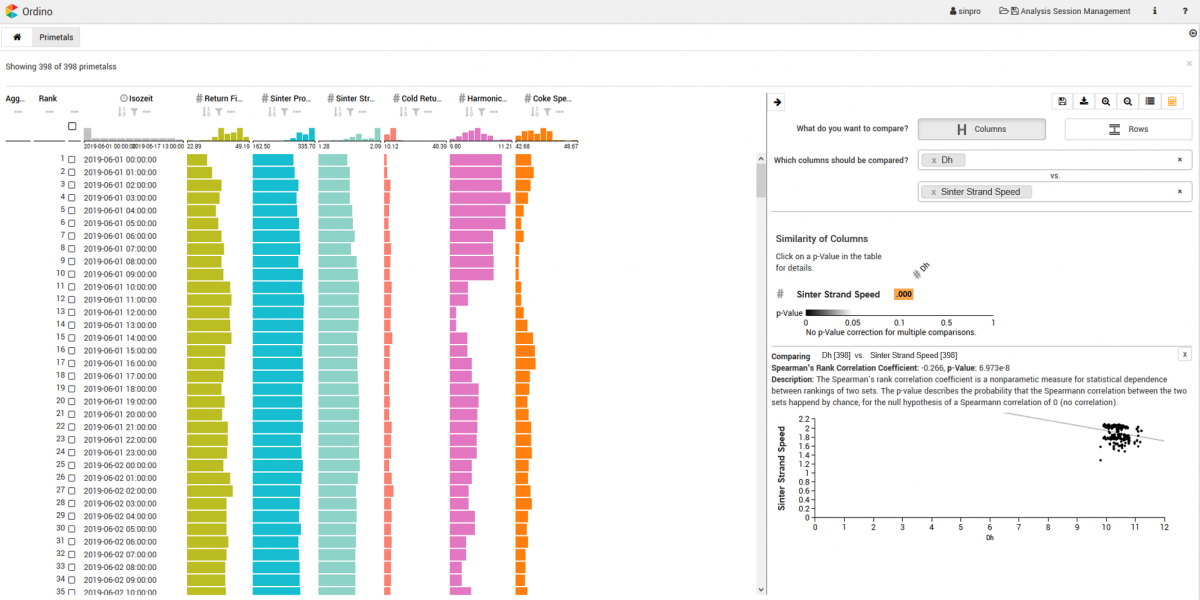 Ordino
sinpro
Analysis Session Management
i
?
Primetals
Showing 398 of 398 primetalss
Agg...
Rank
Isozeit
# Return Fi...
# Sinter Pro...
# Sinter Str...
# Cold Retu...
# Harmonic...
# Coke Spe...
2019-06-01 00:00:00
2019-06-17 13:00:00
22.89 49.19
162.50 335.70
1.28 2.09
10.12 40.39
9.80 11.21
42.68 48.67
1 2019-06-01 00:00:00
2 2019-06-01 01:00:00
3 2019-06-01 02:00:00
4 2019-06-01 03:00:00
5 2019-06-01 04:00:00
6 2019-06-01 05:00:00
7 2019-06-01 06:00:00
8 2019-06-01 07:00:00
9 2019-06-01 08:00:00
10 2019-06-01 09:00:00
11 2019-06-01 10:00:00
12 2019-06-01 11:00:00
13 2019-06-01 12:00:00
14 2019-06-01 13:00:00
15 2019-06-01 14:00:00
16 2019-06-01 15:00:00
17 2019-06-01 16:00:00
18 2019-06-01 17:00:00
19 2019-06-01 18:00:00
20 2019-06-01 19:00:00
21 2019-06-01 20:00:00
22 2019-06-01 21:00:00
23 2019-06-01 22:00:00
24 2019-06-01 23:00:00
25 2019-06-02 00:00:00
26 2019-06-02 01:00:00
27 2019-06-02 02:00:00
28 2019-06-02 03:00:00
29 2019-06-02 04:00:00
30 2019-06-02 05:00:00
31 2019-06-02 06:00:00
32 2019-06-02 07:00:00
33 2019-06-02 08:00:00
34 2019-06-02 09:00:00
35 2019-06-02 10:00:00
What do you want to compare?
Columns
Rows
Which columns should be compared?
x Dh
vs.
x Sinter Strand Speed
Similarity of Columns
Click on a p-Value in the table
for details.
# Dh
# Sinter Strand Speed .000
p-Value
0 0.05 0.1 0.5 1
No p-Value correction for multiple comparisons.
Comparing Dh [398] vs. Sinter Strand Speed [398]
x
Spearman's Rank Correlation Coefficient: -0.266, p-Value: 6.973e-8
Description: The Spearman's rank correlation coefficient is a nonparametric measure for statistical dependence
between rankings of two sets. The p-value describes the probability that the Spearmann correlation between the two
sets happend by chance, for the null hypothesis of a Spearmann correlation of 0 (no correlation).
Sinter Strand Speed
2.2
2
1.8
1.6
1.4
1.2
1
0.8
0.6
0.4
0.2
0
0 1 2 3 4 5 6 7 8 9 10 11 12
Dh